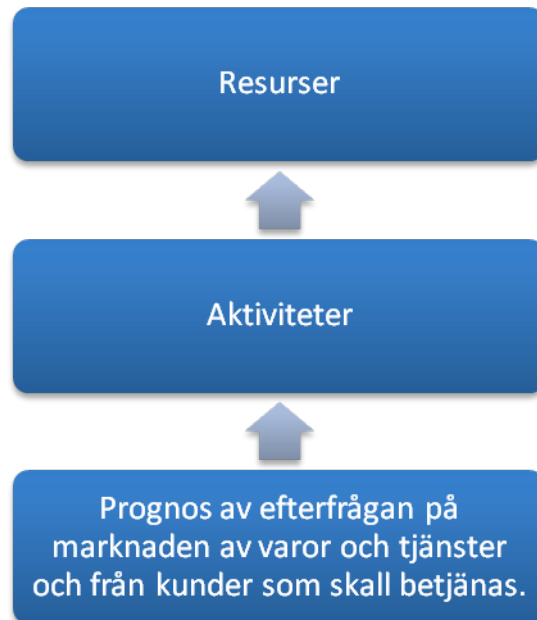 Resurser
Aktiviteter
Prognos av efterfrågan på
marknaden av varor och tjänster
och från kunder som skall betjänas.